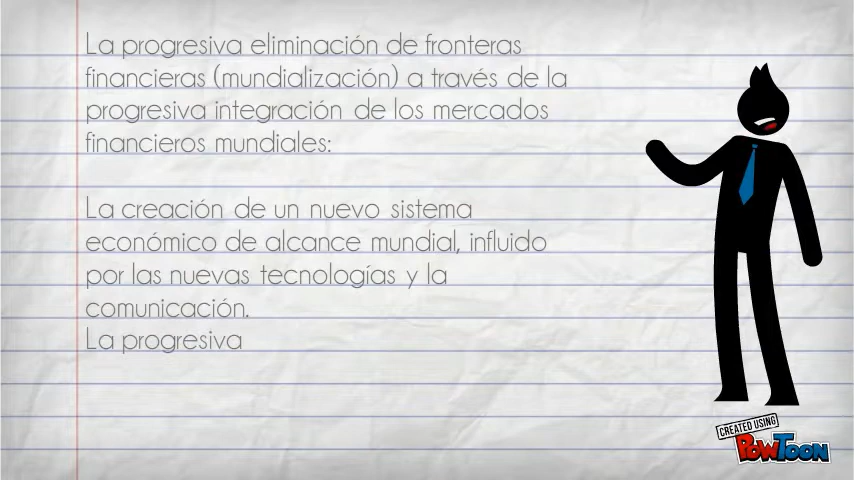 La progresiva eliminación de fronteras
financieras (mundialización) a través de la
progresiva integración de los mercados
financieros mundiales:
La creación de un nuevo sistema
económico de alcance mundial, influido
por las nuevas tecnologías y la
comunicación.
La progresiva
CREATED USING
POWTOON